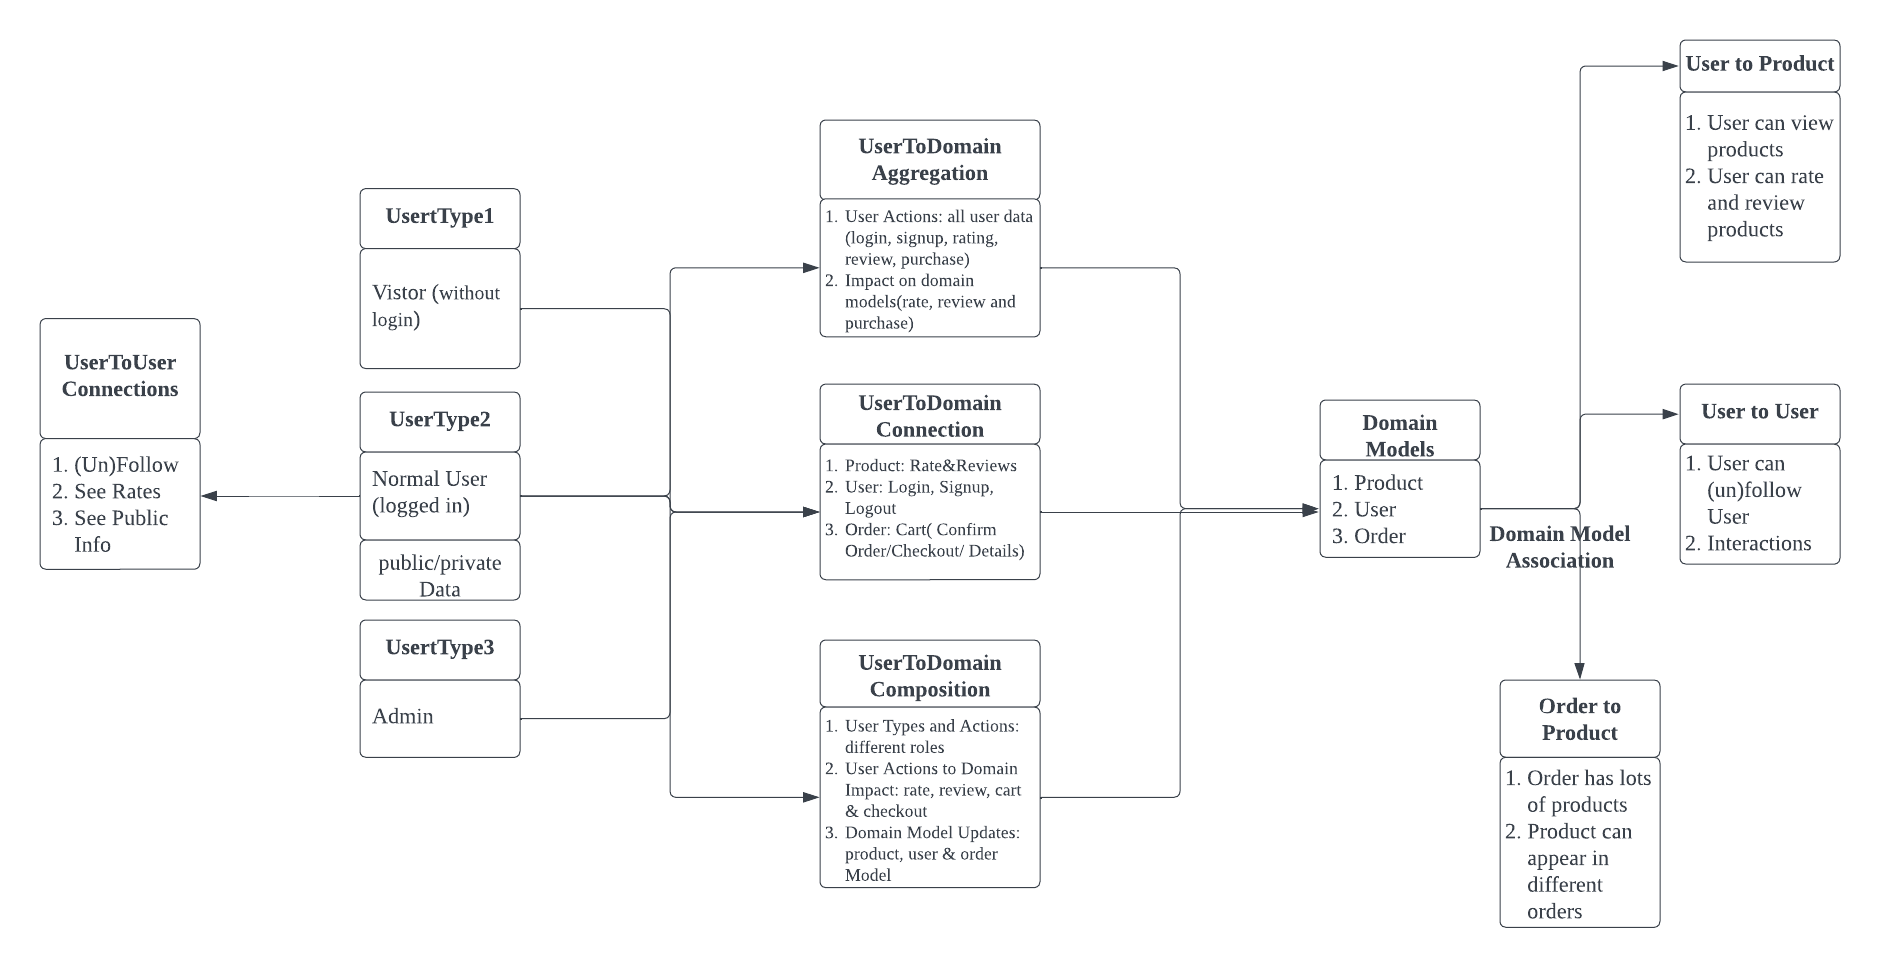 UserToUser
Connections
1. (Un)Follow
2. See Rates
3. See Public
Info
UsertType1
Vistor (without
login)
UserType2
Normal User
(logged in)
public/private
Data
UsertType3
Admin
UserToDomain
Aggregation
1. User Actions: all user data
(login, signup, rating,
review, purchase)
2. Impact on domain
models(rate, review and
purchase)
UserToDomain
Connection
1. Product: Rate&Reviews
2. User: Login, Signup,
Logout
3. Order: Cart( Confirm
Order/Checkout/ Details)
UserToDomain
Composition
1. User Types and Actions:
different roles
2. User Actions to Domain
Impact: rate, review, cart
& checkout
3. Domain Model Updates:
product, user & order
Model
Domain
Models
1. Product
2. User
3. Order
Domain Model
Association
User to Product
1. User can view
products
2. User can rate
and review
products
User to User
1. User can
(un)follow
User
2. Interactions
Order to
Product
1. Order has lots
of products
2. Product can
appear in
different
orders